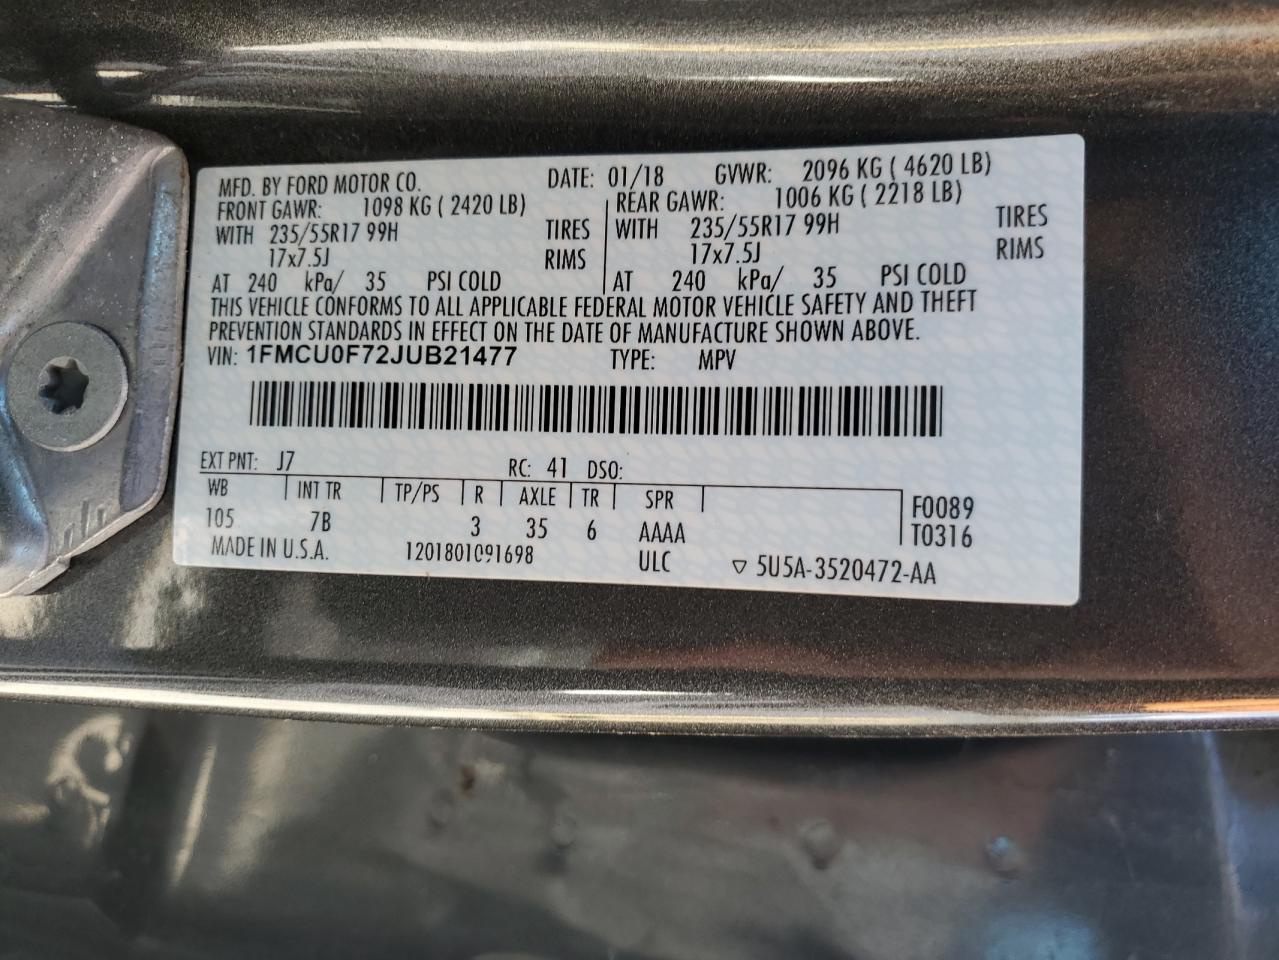 MFD. BY FORD MOTOR CO. DATE: 01/18 GVWR: 2096 KG ( 4620 LB)
FRONT GAWR: 1098 KG ( 2420 LB) REAR GAWR: 1006 KG ( 2218 LB)
WITH 235/55R17 99H TIRES WITH 235/55R17 99H TIRES
17x7.5J RIMS 17x7.5J RIMS
AT 240 kPa/ 35 PSI COLD AT 240 kPa/ 35 PSI COLD
THIS VEHICLE CONFORMS TO ALL APPLICABLE FEDERAL MOTOR VEHICLE SAFETY AND THEFT
PREVENTION STANDARDS IN EFFECT ON THE DATE OF MANUFACTURE SHOWN ABOVE.
VIN: 1FMCU0F72JUB21477 TYPE: MPV
EXT PNT: J7 RC: 41 DSO:
WB INT TR TP/PS R AXLE TR SPR F0089
105 7B 3 35 6 AAAA T0316
MADE IN U.S.A. 1201801091698 ULC ▽ 5U5A-3520472-AA